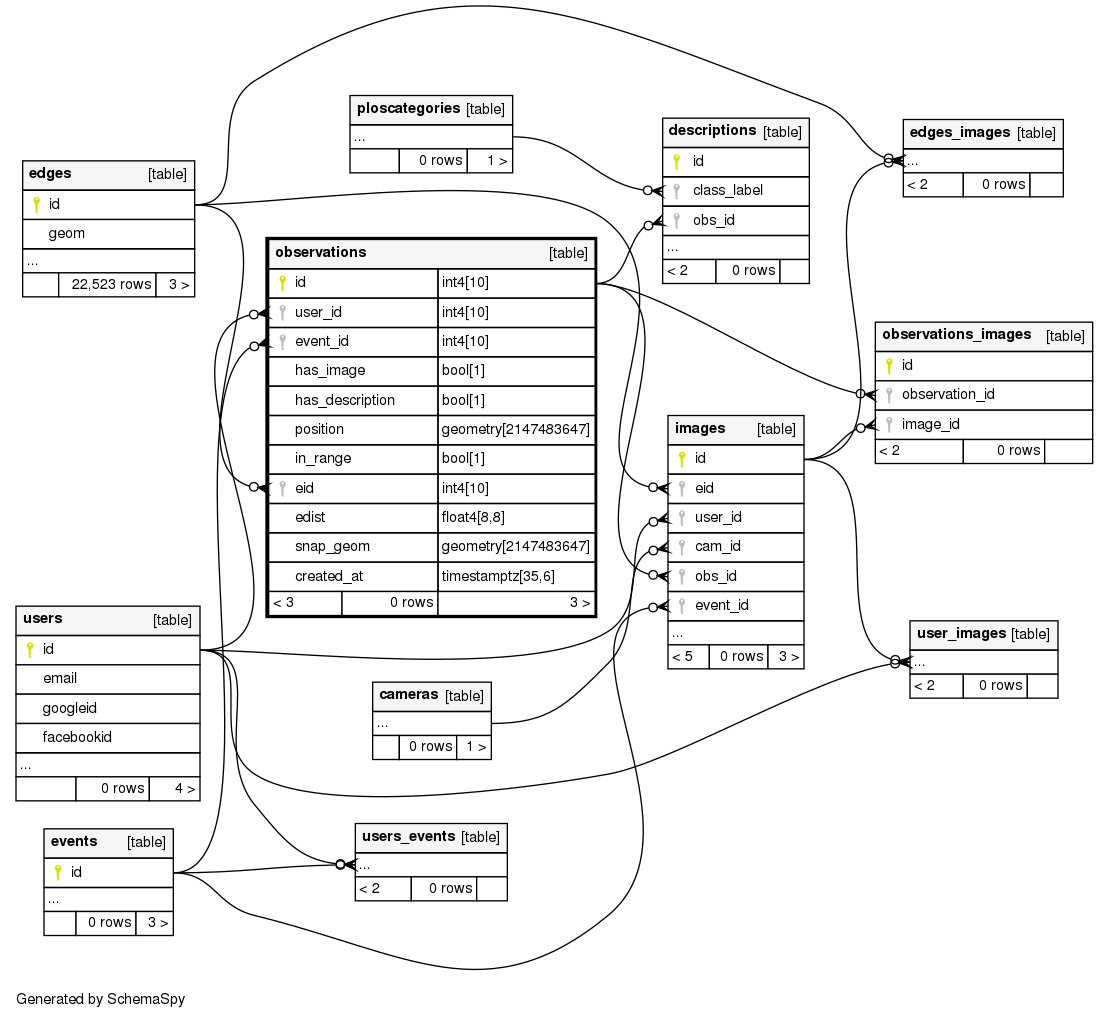 ploscategories [table]
...
0 rows 1 >
descriptions [table]
id
class_label
obs_id
...
< 2 0 rows
edges_images [table]
...
< 2 0 rows
edges [table]
id
geom
...
22,523 rows 3 >
observations [table]
id int4[10]
user_id int4[10]
event_id int4[10]
has_image bool[1]
has_description bool[1]
position geometry[2147483647]
in_range bool[1]
eid int4[10]
edist float4[8,8]
snap_geom geometry[2147483647]
created_at timestamptz[35,6]
< 3 0 rows 3 >
observations_images [table]
id
observation_id
image_id
< 2 0 rows
images [table]
id
eid
user_id
cam_id
obs_id
event_id
...
< 5 0 rows 3 >
users [table]
id
email
googleid
facebookid
...
0 rows 4 >
user_images [table]
...
< 2 0 rows
cameras [table]
...
0 rows 1 >
events [table]
id
...
0 rows 3 >
users_events [table]
...
< 2 0 rows
Generated by SchemaSpy